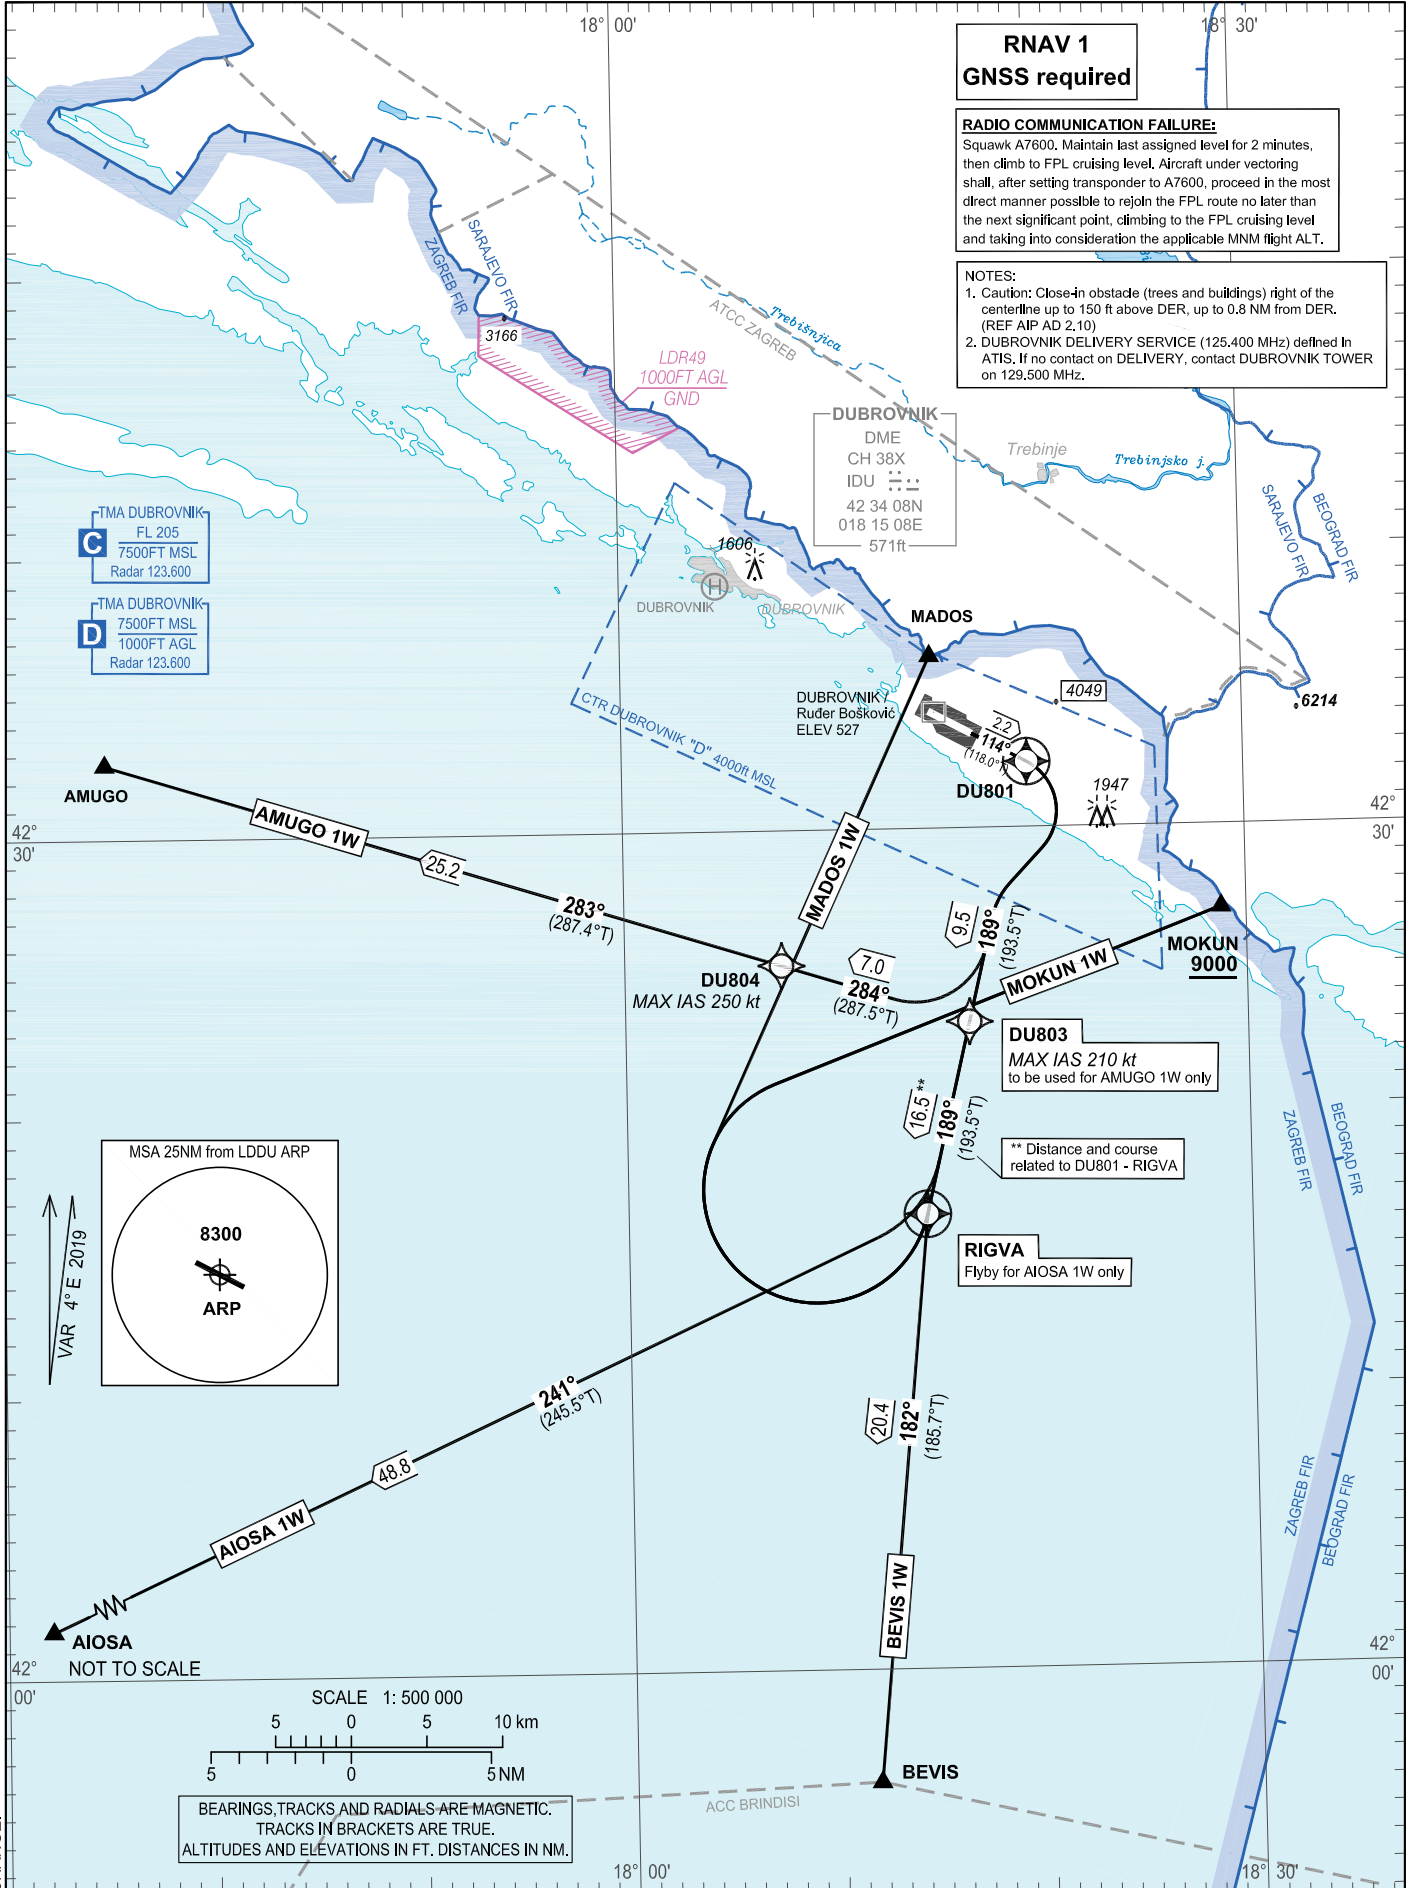 18° 00'
18° 30'
RNAV 1
GNSS required
RADIO COMMUNICATION FAILURE:
Squawk A7600. Maintain last assigned level for 2 minutes,
then climb to FPL cruising level. Aircraft under vectoring
shall, after setting transponder to A7600, proceed in the most
direct manner possible to rejoin the FPL route no later than
the next significant point, climbing to the FPL cruising level
and taking into consideration the applicable MNM flight ALT.
NOTES:
1. Caution: Close-in obstacle (trees and buildings) right of the
centerline up to 150 ft above DER, up to 0.8 NM from DER.
(REF AIP AD 2.10)
2. DUBROVNIK DELIVERY SERVICE (125.400 MHz) defined in
ATIS. If no contact on DELIVERY, contact DUBROVNIK TOWER
on 129.500 MHz.
ZAGREB FIR
SARAJEVO FIR
3166
LDR49
1000FT AGL
GND
ATCC ZAGREB
Trebišnjica
DUBROVNIK
DME
CH 38X
IDU
42 34 08N
018 15 08E
571ft
Trebinje
Trebinjsko j.
SARAJEVO FIR
BEOGRAD FIR
TMA DUBROVNIK
C
FL 205
7500FT MSL
Radar 123.600
TMA DUBROVNIK
D
7500FT MSL
1000FT AGL
Radar 123.600
1606
H
DUBROVNIK
DUBROVNIK
MADOS
4049
6214
DUBROVNIK /
Ruđer Bošković
ELEV 527
CTR DUBROVNIK "D" 4000ft MSL
2.2
114°
(118.0°T)
DU801
1947
AMUGO
AMUGO 1W
42°
30'
42°
30'
25.2
283°
(287.4°T)
MADOS 1W
9.5
189°
(193.5°T)
MOKUN 1W
MOKUN
9000
DU804
MAX IAS 250 kt
7.0
284°
(287.5°T)
DU803
MAX IAS 210 kt
to be used for AMUGO 1W only
16.5 **
189°
(193.5°T)
** Distance and course
related to DU801 - RIGVA
ZAGREB FIR
BEOGRAD FIR
MSA 25NM from LDDU ARP
8300
ARP
VAR 4° E 2019
RIGVA
Flyby for AIOSA 1W only
241°
(245.5°T)
20.4
182°
(185.7°T)
48.8
AIOSA 1W
ZAGREB FIR
BEOGRAD FIR
BEVIS 1W
AIOSA
NOT TO SCALE
42°
00'
42°
00'
SCALE 1: 500 000
5 0 5 10 km
5 0 5 NM
BEVIS
ACC BRINDISI
BEARINGS,TRACKS AND RADIALS ARE MAGNETIC.
TRACKS IN BRACKETS ARE TRUE.
ALTITUDES AND ELEVATIONS IN FT. DISTANCES IN NM.
18° 00'
18° 30'